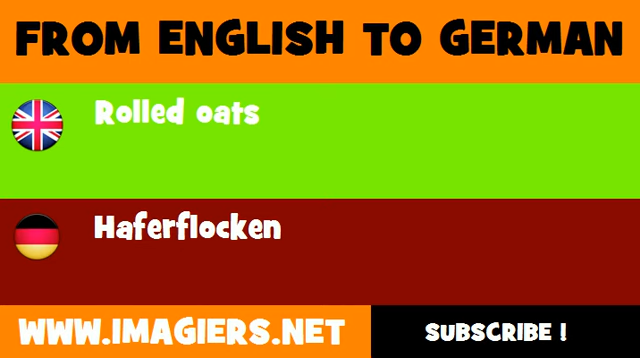 FROM ENGLISH TO GERMAN
Rolled oats
Haferflocken
WWW.IMAGIERS.NET
SUBSCRIBE !